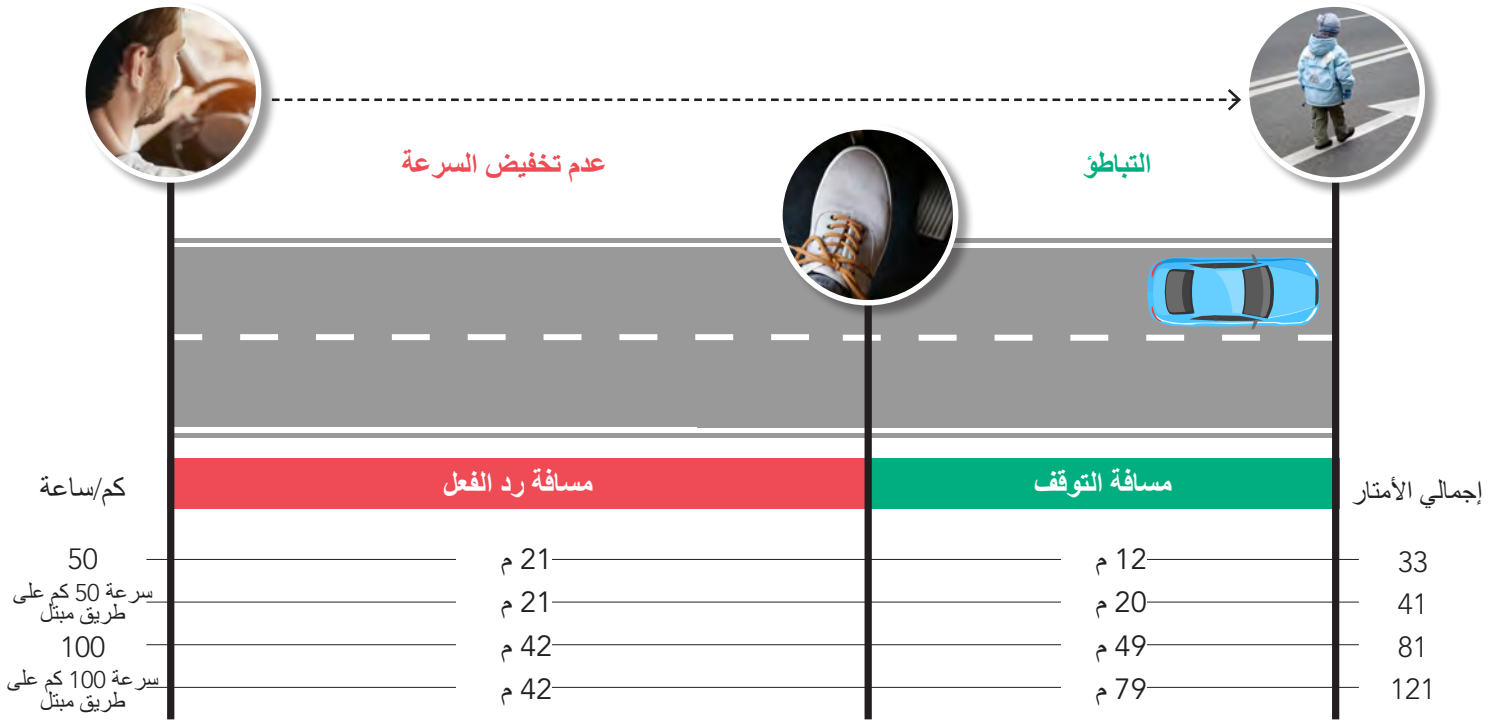 عدم تخفيض السرعة
التباطؤ
كم/ساعة
مسافة رد الفعل
مسافة التوقف
إجمالي الأمتار
50
21 م
12 م
33
سرعة 50 كم على
طريق مبتل
21 م
20 م
41
100
42 م
49 م
81
سرعة 100 كم على
طريق مبتل
42 م
79 م
121